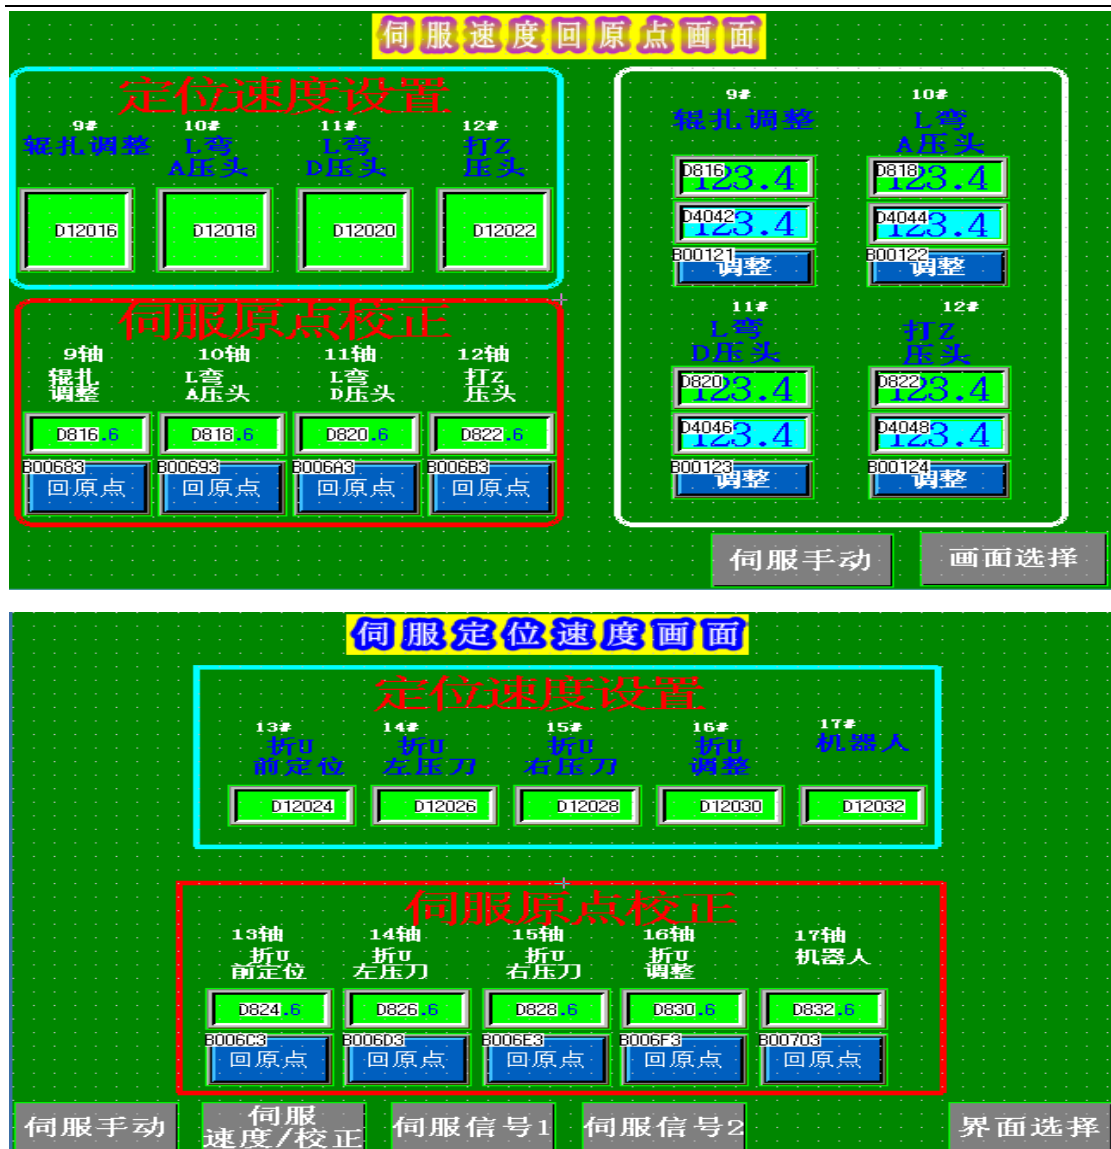 伺服速度回原点画面
定位速度设置
9# 10# 11# 12#
辊扎调整 L弯 L弯 打Z
A压头 D压头 压头
D12016 D12018 D12020 D12022
伺服原点校正
9轴 10轴 11轴 12轴
辊扎 L弯 L弯 打Z
调整 A压头 D压头 压头
D816.6 D818.6 D820.6 D822.6
B00683 B00693 B006A3 B006B3
回原点 回原点 回原点 回原点
9# 10#
辊扎调整 L弯
A压头
D816 123.4 D818 123.4
D4042 123.4 D4044 123.4
B00121 B00122
调整 调整
11# 12#
L弯 打Z
D压头 压头
D820 123.4 D822 123.4
D4046 123.4 D4048 123.4
B00123 B00124
调整 调整
伺服手动 画面选择
伺服定位速度画面
定位速度设置
13# 14# 15# 16# 17#
折U 折U 折U 折U 机器人
前定位 左压刀 右压刀 调整
D12024 D12026 D12028 D12030 D12032
伺服原点校正
13轴 14轴 15轴 16轴 17轴
折U 折U 折U 折U 机器人
前定位 左压刀 右压刀 调整
D824.6 D826.6 D828.6 D830.6 D832.6
B006C3 B006D3 B006E3 B006F3 B00703
回原点 回原点 回原点 回原点 回原点
伺服手动 伺服 伺服信号1 伺服信号2 界面选择
速度/校正